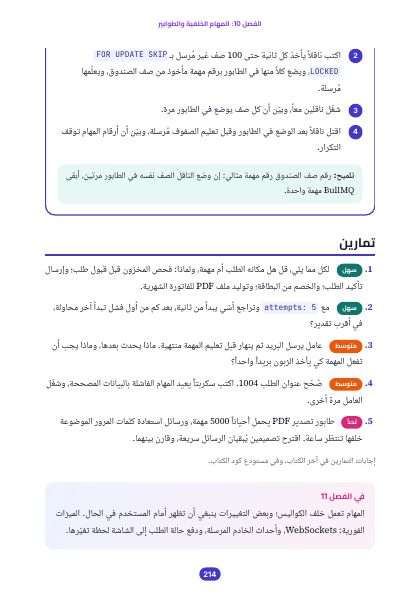 الفصل 10: المهام الخلفية والطوابير
2 اكتب ناقلاً يأخذ كل ثانية حتى 100 صف غير مُرسل بـ FOR UPDATE SKIP
LOCKED، ويضع كلاً منها في الطابور برقم مهمة مأخوذ من صف الصندوق، ويعلّمها
مُرسلة.
3 شغّل ناقلين معاً، وبيّن أن كل صف يوضع في الطابور مرة.
4 اقتل ناقلاً بعد الوضع في الطابور وقبل تعليم الصفوف مُرسلة، وبيّن أن أرقام المهام توقف
التكرار.
تلميح: رقم صف الصندوق رقم مهمة مثالي: إن وضع الناقل الصف نفسه في الطابور مرتين، أبقى
BullMQ مهمة واحدة.
تمارين
1. سهل لكل مما يلي، قل هل مكانه الطلب أم مهمة، ولماذا: فحص المخزون قبل قبول طلب؛ وإرسال
تأكيد الطلب؛ والخصم من البطاقة؛ وتوليد ملف PDF للفاتورة الشهرية.
2. سهل مع attempts: 5 وتراجع أسّي يبدأ من ثانية، بعد كم من أول فشل تبدأ آخر محاولة،
في أقرب تقدير؟
3. متوسط عامل يرسل البريد ثم ينهار قبل تعليم المهمة منتهية. ماذا يحدث بعدها، وماذا يجب أن
تفعل المهمة كي يأخذ الزبون بريداً واحداً؟
4. متوسط صُحّح عنوان الطلب 1004. اكتب سكربتاً يعيد المهام الفاشلة بالبيانات المصححة، وشغّل
العامل مرة أخرى.
5. تحدٍّ طابور تصدير PDF يحمل أحياناً 5000 مهمة، ورسائل استعادة كلمات المرور الموضوعة
خلفها تنتظر ساعة. اقترح تصميمين يُبقيان الرسائل سريعة، وقارن بينهما.
إجابات التمارين في آخر الكتاب، وفي مستودع كود الكتاب.
في الفصل 11
المهام تعمل خلف الكواليس؛ وبعض التغييرات ينبغي أن تظهر أمام المستخدم في الحال. الميزات
الفورية: WebSockets، وأحداث الخادم المرسلة، ودفع حالة الطلب إلى الشاشة لحظة تغيّرها.
214